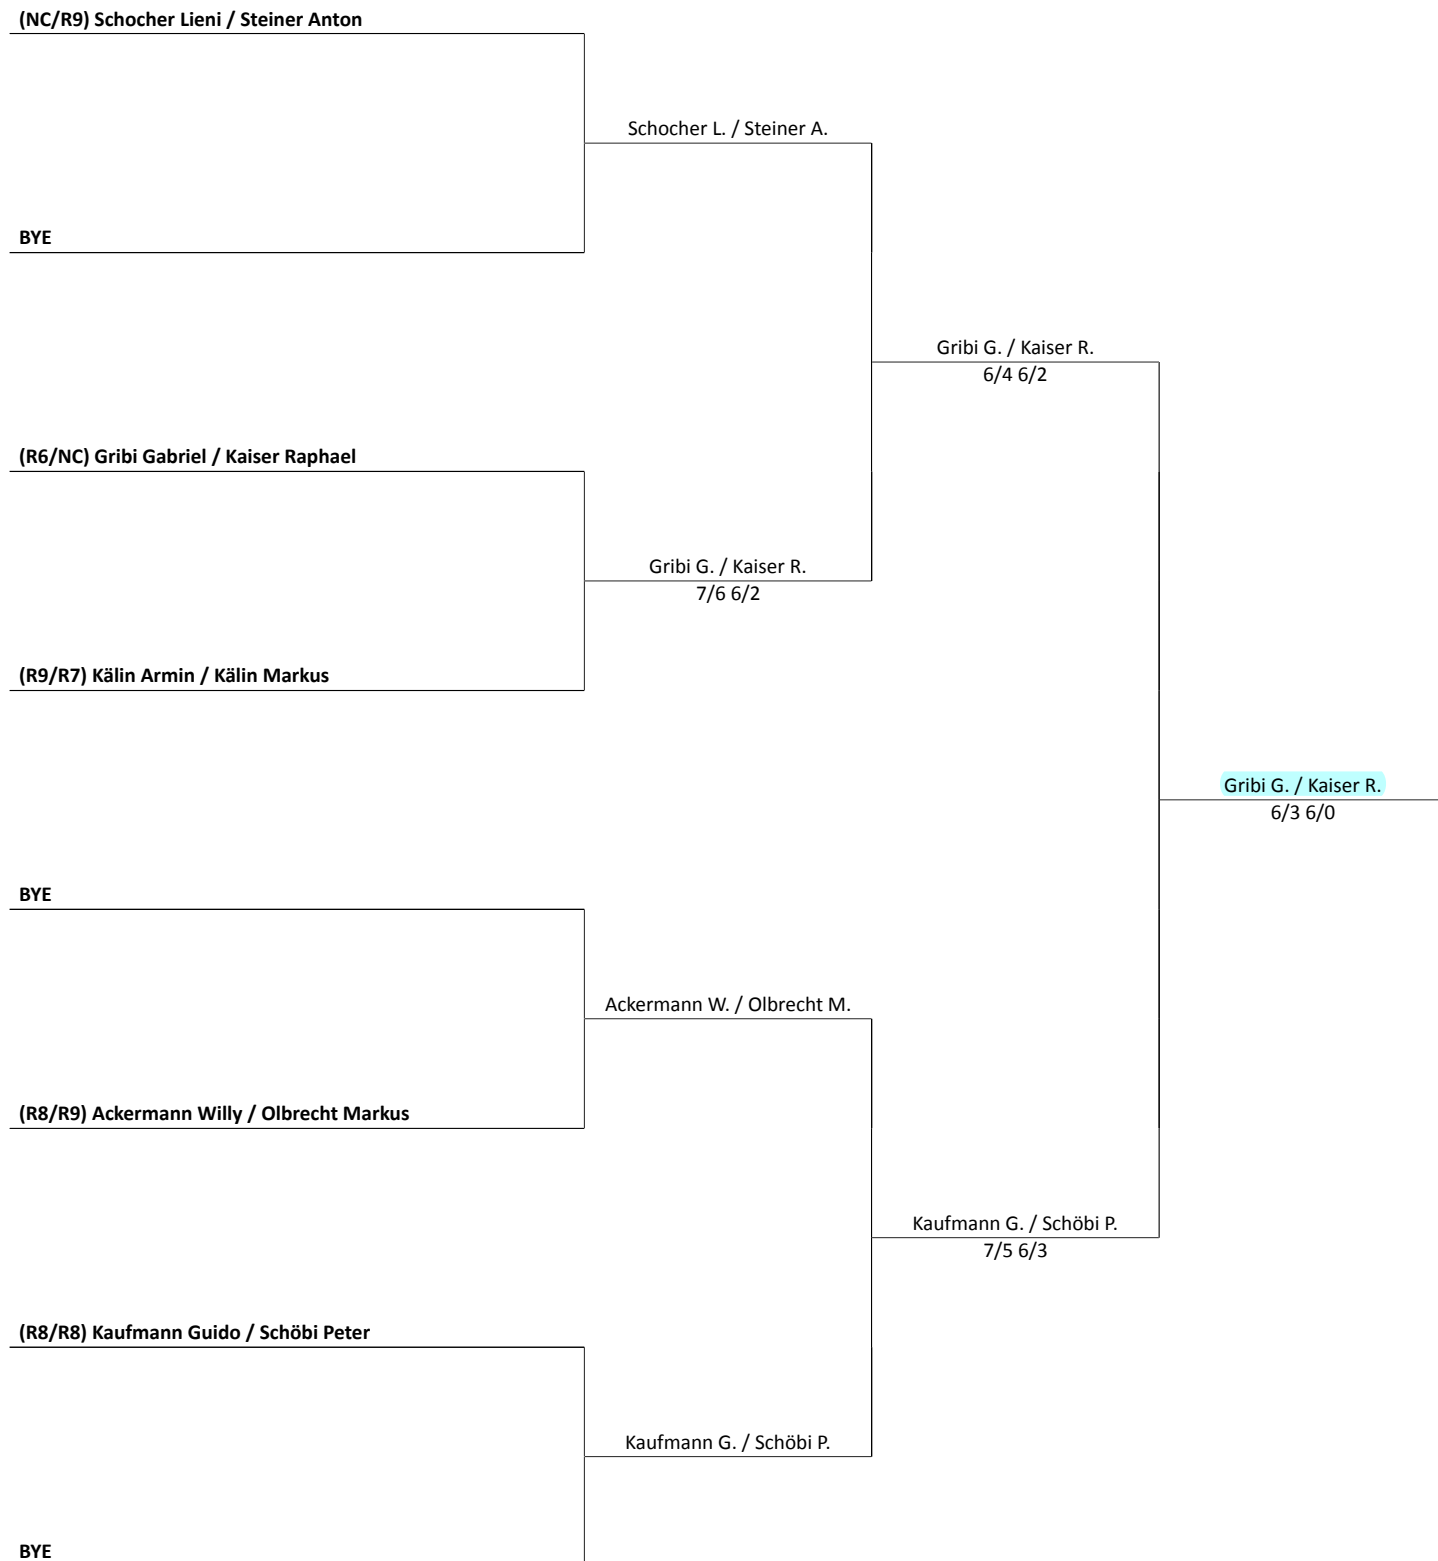 (NC/R9) Schocher Lieni / Steiner Anton
Schocher L. / Steiner A.
BYE
Gribi G. / Kaiser R.
6/4 6/2
(R6/NC) Gribi Gabriel / Kaiser Raphael
Gribi G. / Kaiser R.
7/6 6/2
(R9/R7) Kälin Armin / Kälin Markus
Gribi G. / Kaiser R.
6/3 6/0
BYE
Ackermann W. / Olbrecht M.
(R8/R9) Ackermann Willy / Olbrecht Markus
Kaufmann G. / Schöbi P.
7/5 6/3
(R8/R8) Kaufmann Guido / Schöbi Peter
Kaufmann G. / Schöbi P.
BYE